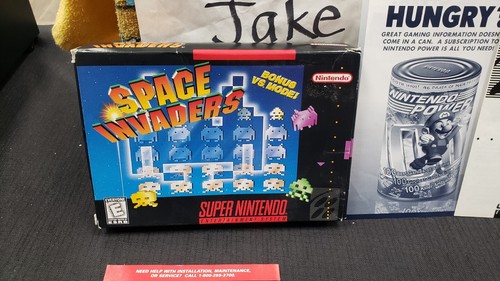 Jake
INVADERS
HUNGRY
GREAT GAMING INFORMATION DOESN'T
COME IN A CAN. A SUBSCRIPTION TO
NINTENDO POWER IS ALL YOU NEED!
NINTENDO
POWER
100
SPACE
INVADERS
BONUS
VS. MODE!
Nintendo
E
ESRB
SUPER NINTENDO
ENTERTAINMENT SYSTEM
NEED HELP WITH INSTALLATION, MAINTENANCE,
OR SERVICE? CALL 1-800-255-3700.